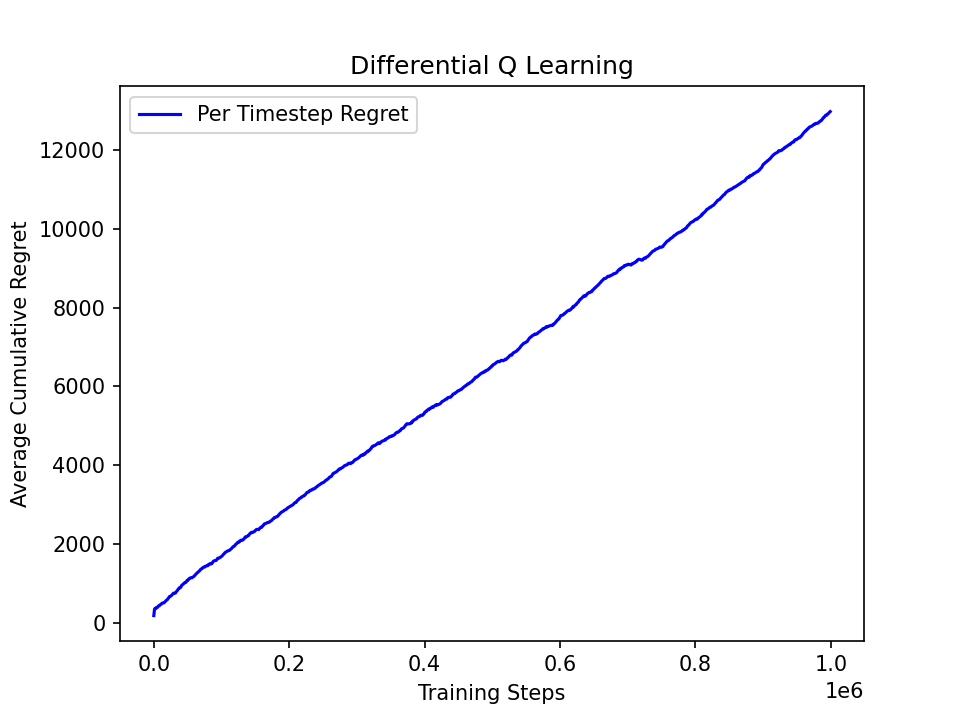 Differential Q Learning
Per Timestep Regret
Average Cumulative Regret
12000
10000
8000
6000
4000
2000
0
0.0 0.2 0.4 0.6 0.8 1.0
1e6
Training Steps